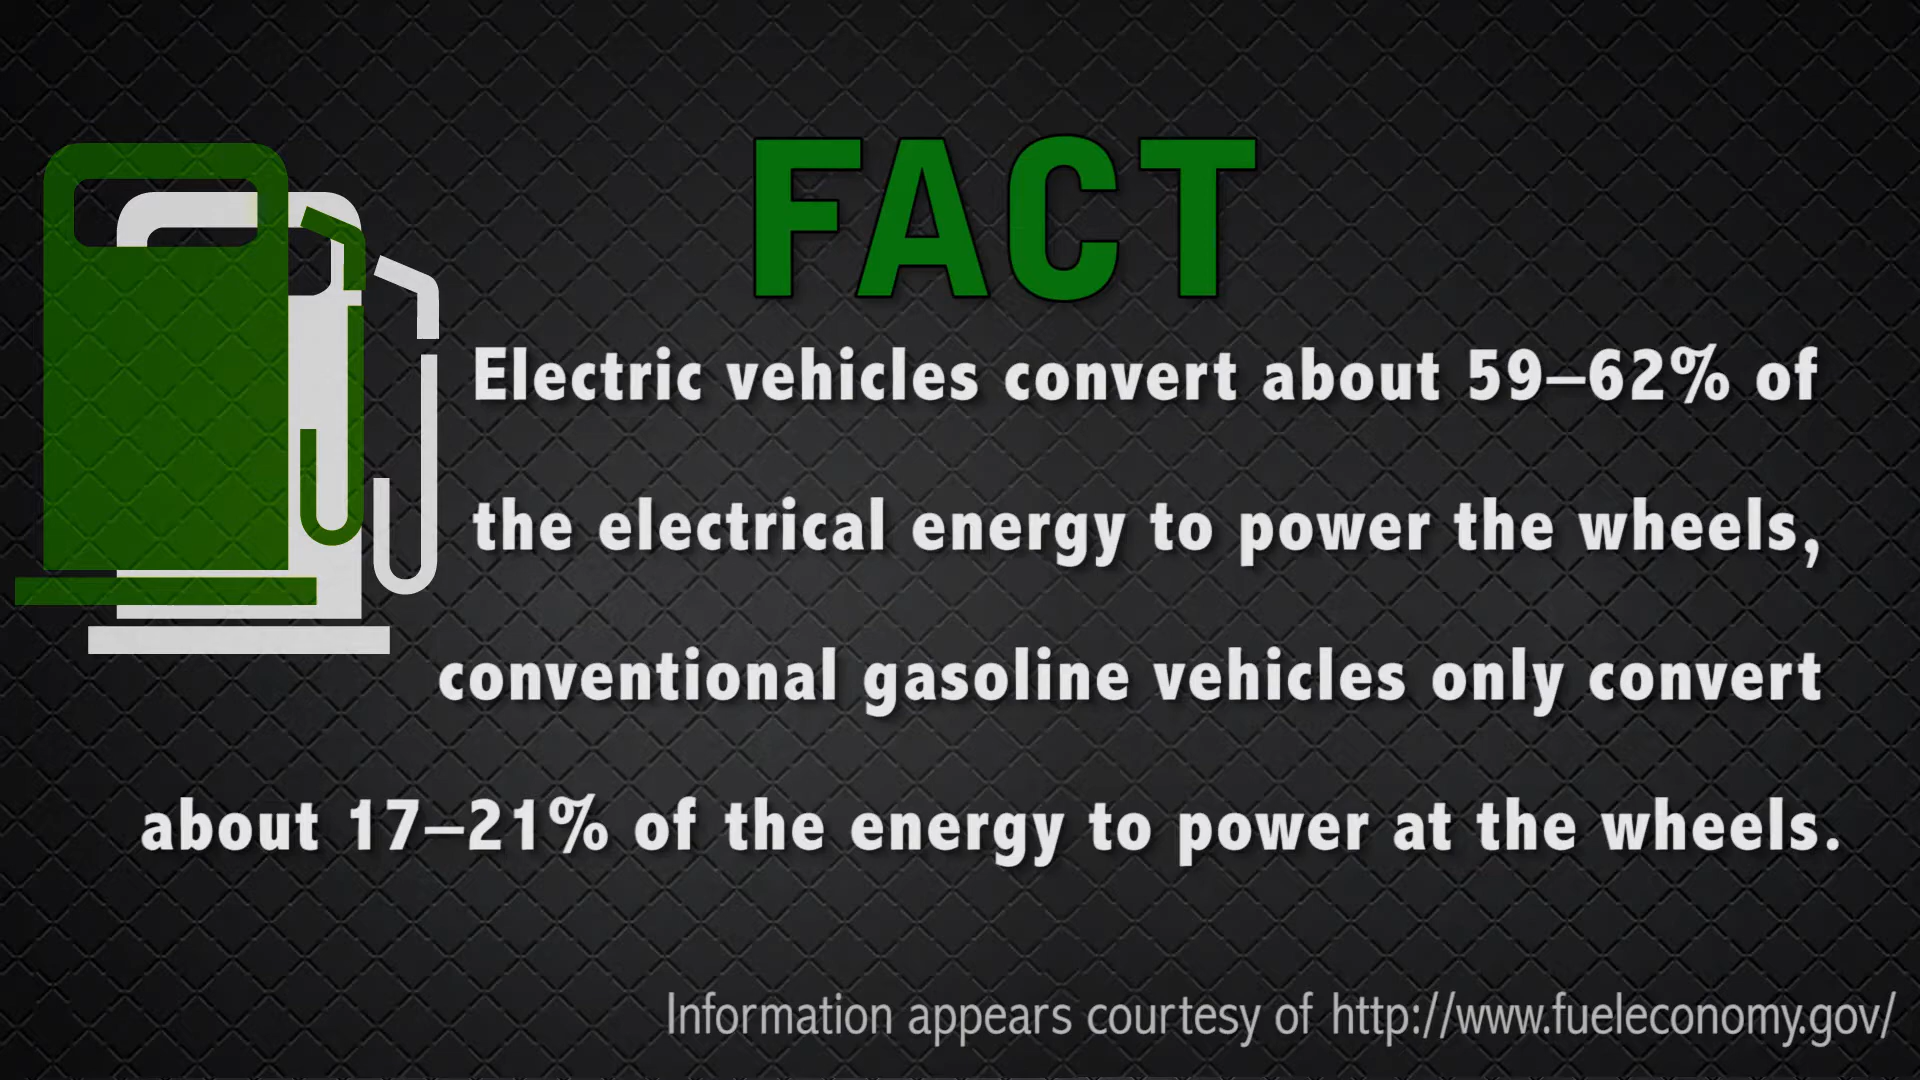 FACT
Electric vehicles convert about 59–62% of
the electrical energy to power the wheels,
conventional gasoline vehicles only convert
about 17–21% of the energy to power at the wheels.
Information appears courtesy of http://www.fueleconomy.gov/